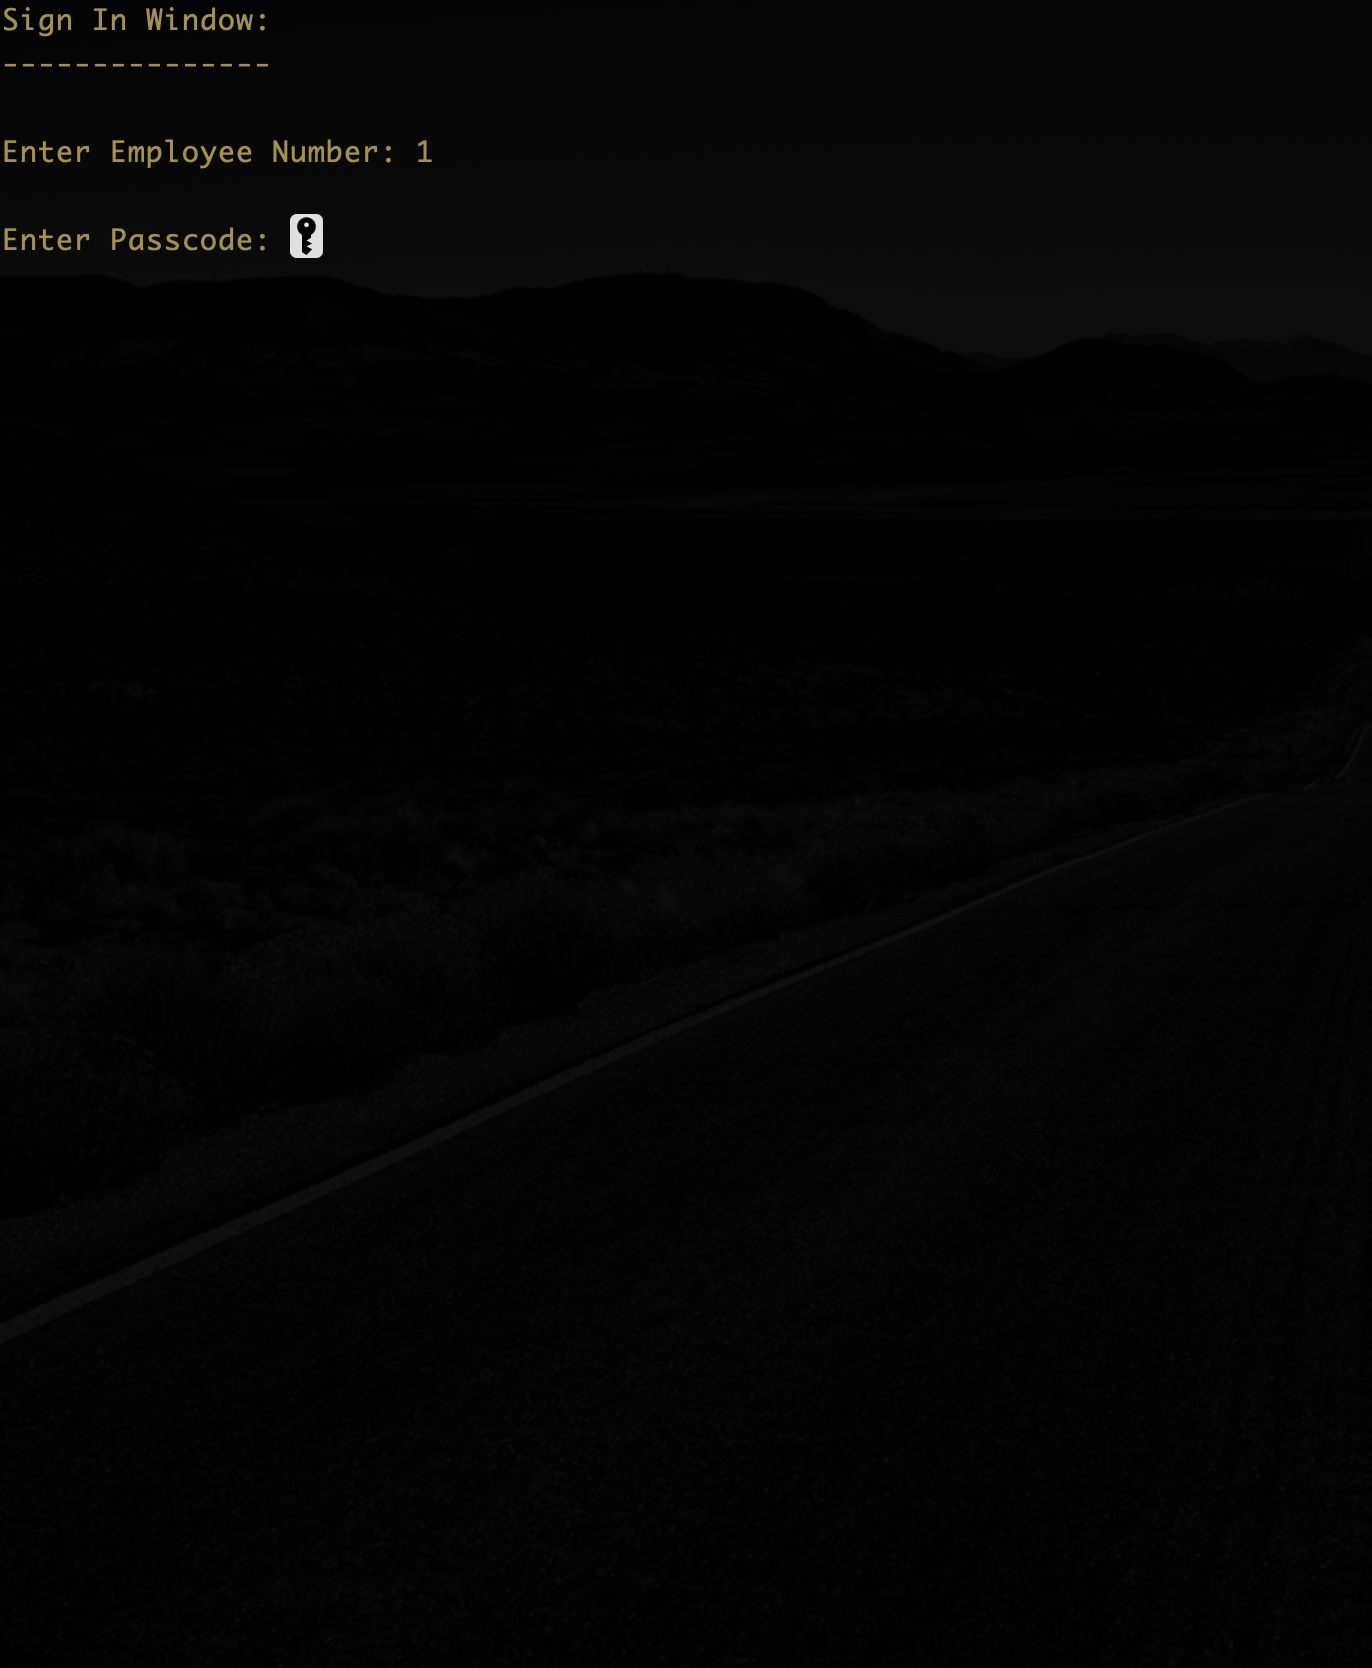 Sign In Window:
---------------
Enter Employee Number: 1
Enter Passcode: